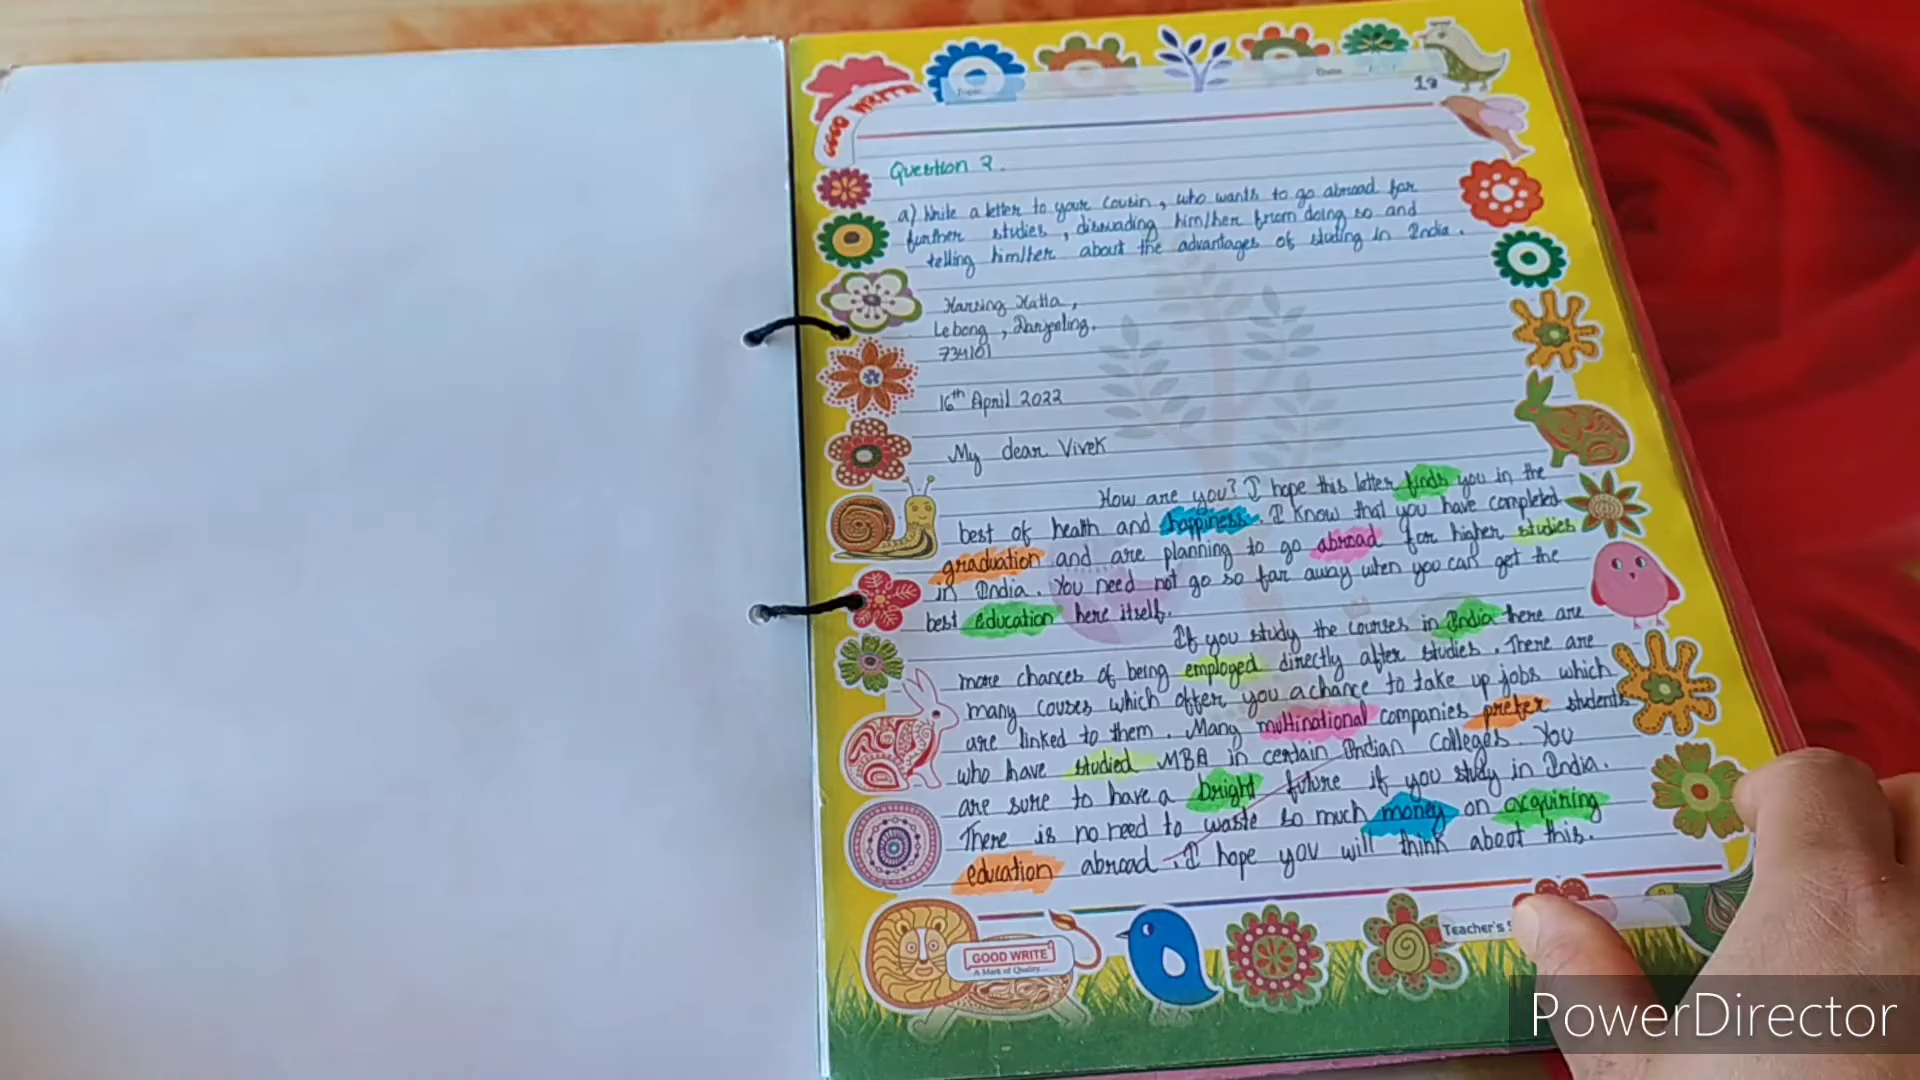 GOOD WRITE
Topic
Date
Question 2.
a) Write a letter to your cousin, who wants to go abroad for
further studies, dissuading him/her from doing so and
telling him/her about the advantages of studing in India.
Lebong, Darjeeling.
734101
16th April 2022
My dear Vivek
How are you? I hope this letter finds you in the
best of health and happiness. I know that you have completed
graduation and are planning to go abroad for higher studies
in India. You need not go so far away when you can get the
best education here itself.
If you study the courses in India there are
more chances of being employed directly after studies. There are
many couses which offer you a chance to take up jobs which
are linked to them. Many multinational companies prefer students
who have studied MBA in certain Indian Colleges. You
are sure to have a bright future if you study in India.
There is no need to waste so much money on acquiring
education abroad. I hope you will think about this.
GOOD WRITE
A Mark of Quality
Teacher's
PowerDirector